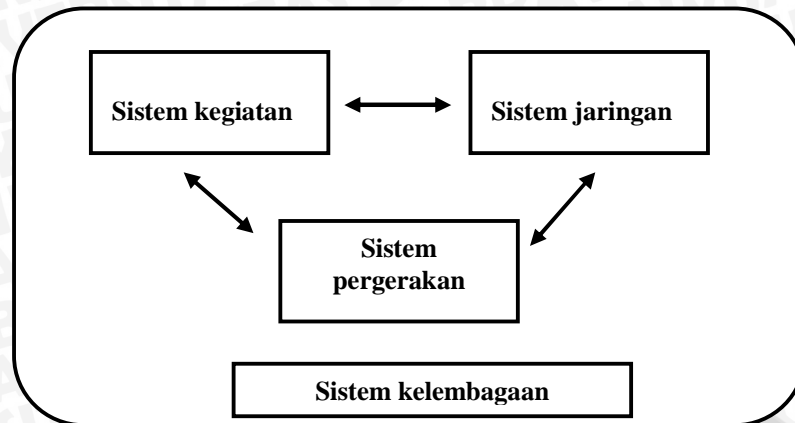 Sistem kegiatan
Sistem jaringan
Sistem
pergerakan
Sistem kelembagaan